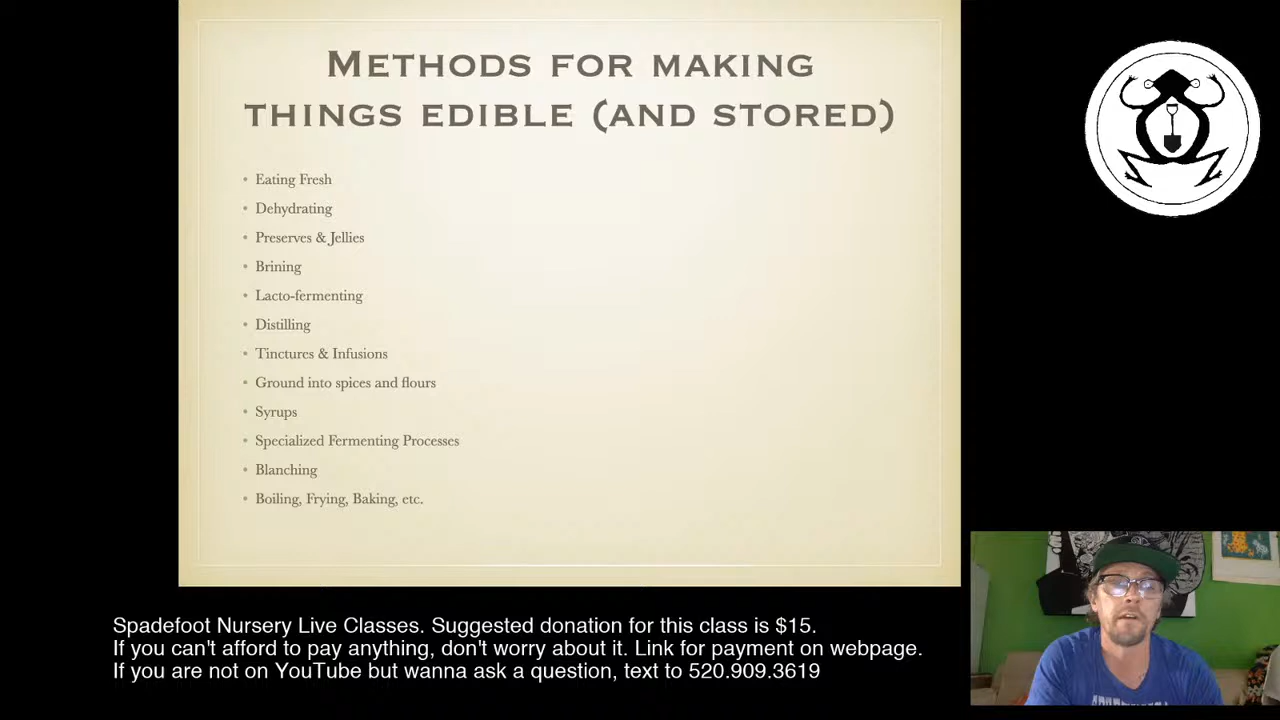 METHODS FOR MAKING
THINGS EDIBLE (AND STORED)
• Eating Fresh
• Dehydrating
• Preserves & Jellies
• Brining
• Lacto-fermenting
• Distilling
• Tinctures & Infusions
• Ground into spices and flours
• Syrups
• Specialized Fermenting Processes
• Blanching
• Boiling, Frying, Baking, etc.
Spadefoot Nursery Live Classes. Suggested donation for this class is $15.
If you can't afford to pay anything, don't worry about it. Link for payment on webpage.
If you are not on YouTube but wanna ask a question, text to 520.909.3619